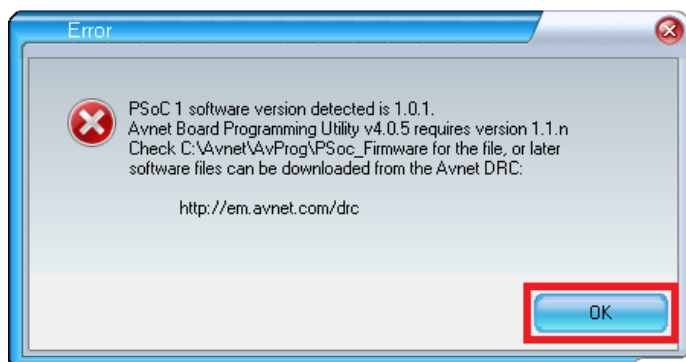 Error
PSoC 1 software version detected is 1.0.1.
Avnet Board Programming Utility v4.0.5 requires version 1.1.n
Check C:\Avnet\AvProg\PSoc_Firmware for the file, or later
software files can be downloaded from the Avnet DRC:
http://em.avnet.com/drc
OK